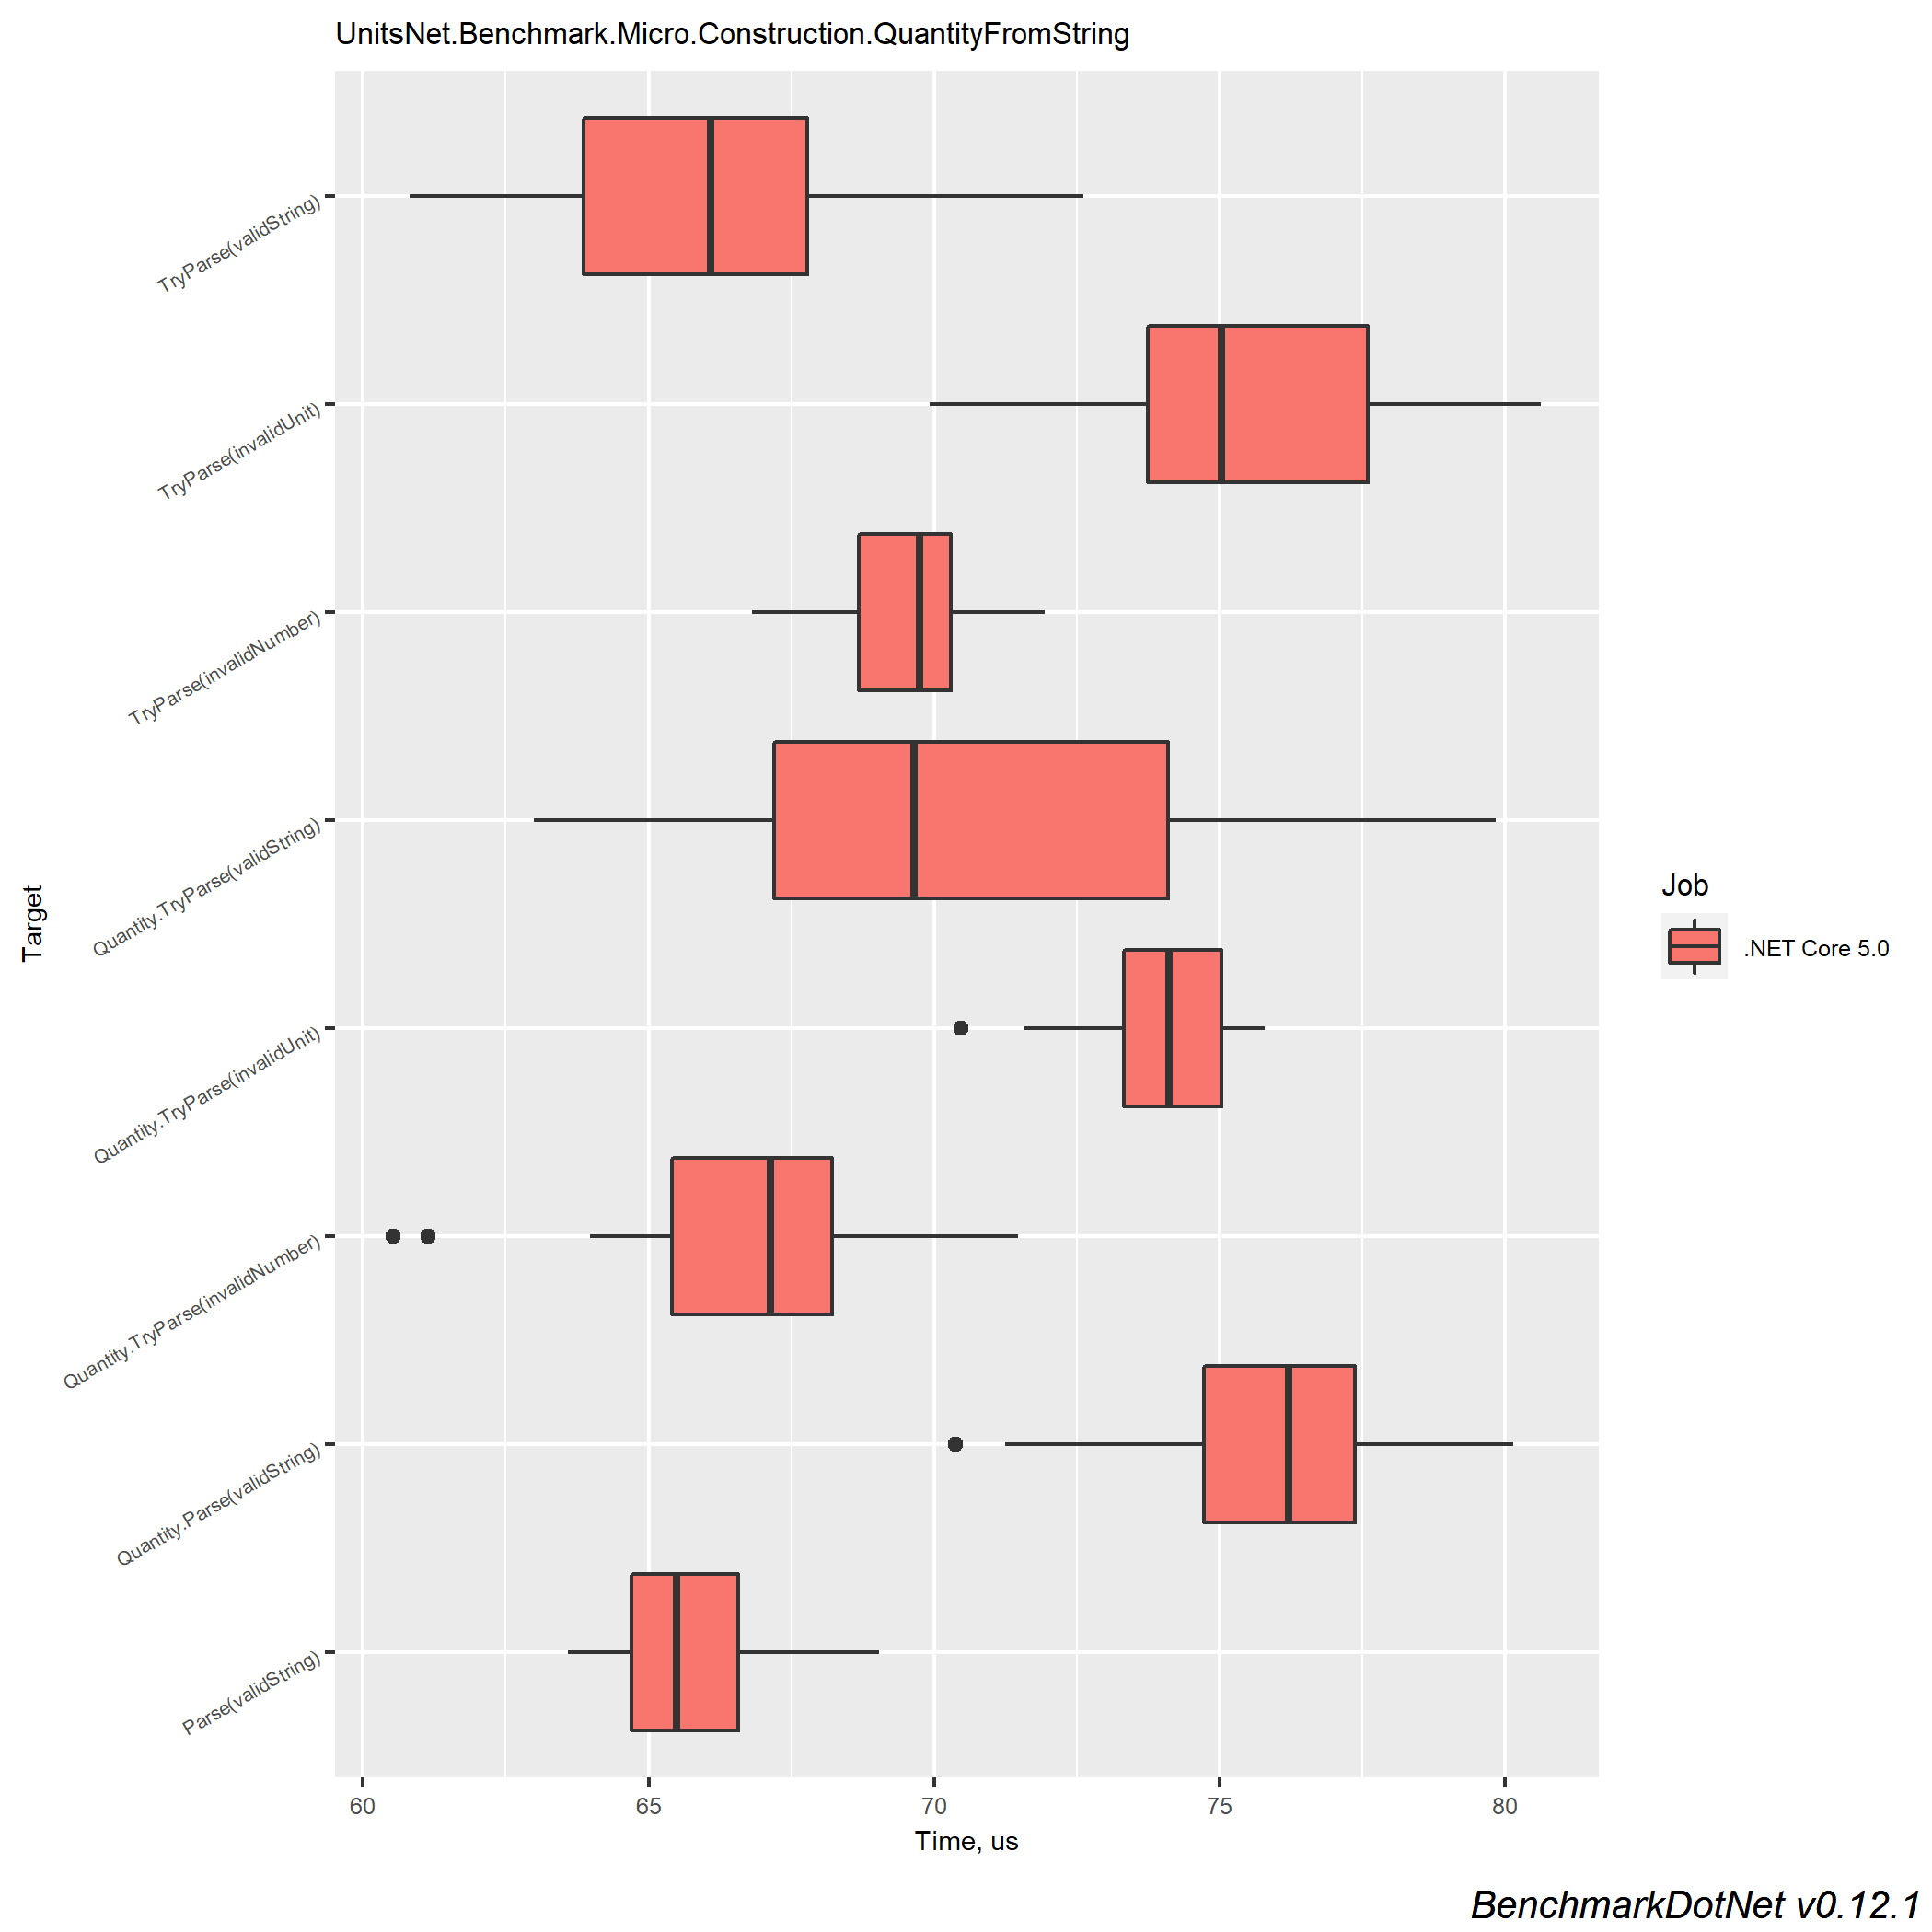 UnitsNet.Benchmark.Micro.Construction.QuantityFromString
TryParse(validString)
TryParse(invalidUnit)
TryParse(invalidNumber)
Quantity.TryParse(validString)
Quantity.TryParse(invalidUnit)
Quantity.TryParse(invalidNumber)
Quantity.Parse(validString)
Parse(validString)
Target
60 65 70 75 80
Time, us
Job
.NET Core 5.0
BenchmarkDotNet v0.12.1